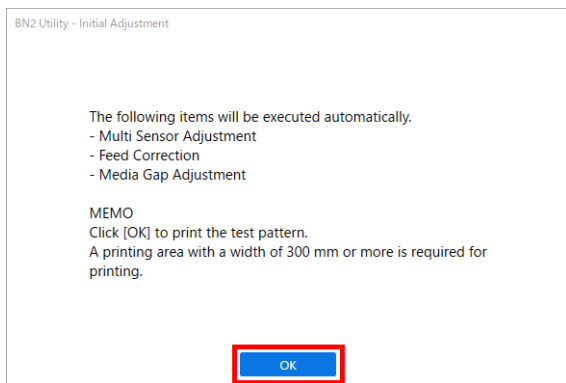 BN2 Utility - Initial Adjustment
The following items will be executed automatically.
- Multi Sensor Adjustment
- Feed Correction
- Media Gap Adjustment
MEMO
Click [OK] to print the test pattern.
A printing area with a width of 300 mm or more is required for
printing.
OK